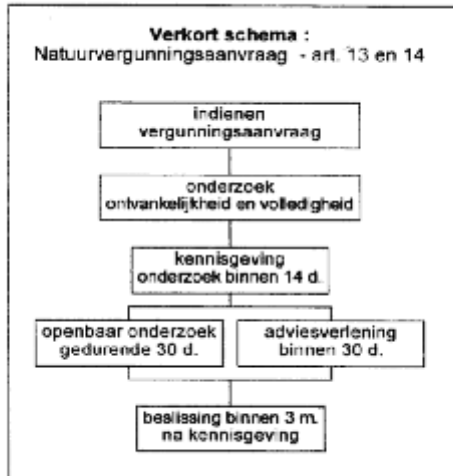 Verkort schema :
Natuurvergunningsaanvraag - art. 13 en 14
indienen
vergunningsaanvraag
onderzoek
ontvankelijkheid en volledigheid
kennisgeving
onderzoek binnen 14 d.
openbaar onderzoek
gedurende 30 d.
adviesverlening
binnen 30 d.
beslissing binnen 3 m.
na kennisgeving